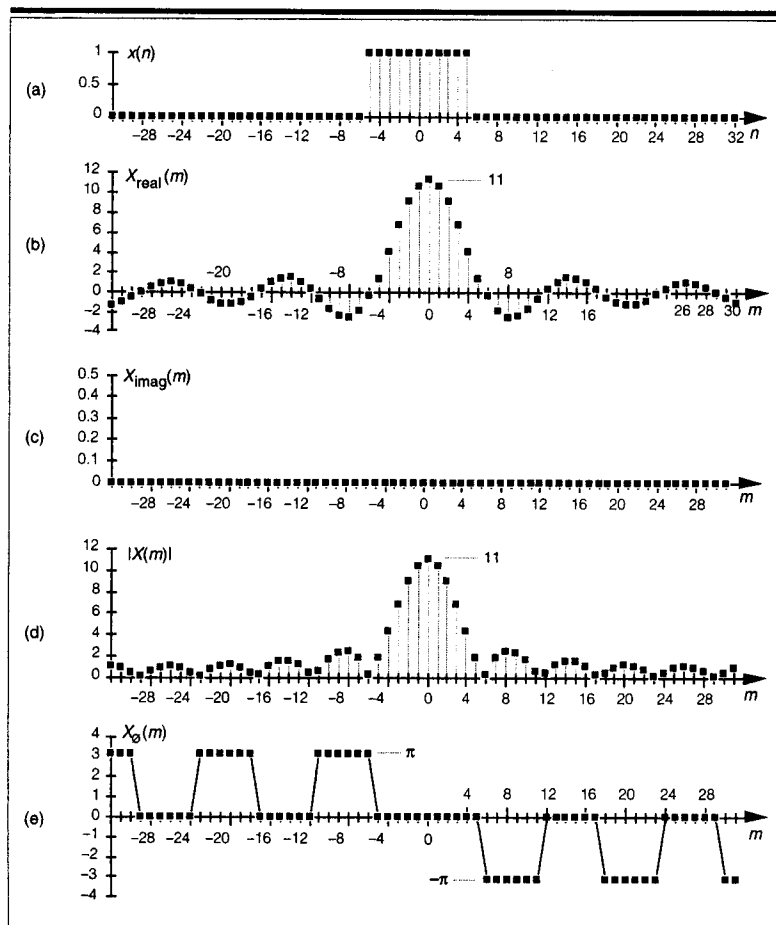 (a)
x(n)
1
0.5
0
−28 −24 −20 −16 −12 −8 −4 0 4 8 12 16 20 24 28 32
n
(b)
X real (m)
12
10
8
6
4
2
0
−2
−4
11
−20 −8 8
−28 −24 −16 −12 −4 0 4 12 16 26 28 30
m
(c)
X imag (m)
0.5
0.4
0.3
0.2
0.1
0
−28 −24 −20 −16 −12 −8 −4 0 4 8 12 16 20 24 28
m
(d)
|X(m)|
12
10
8
6
4
2
0
11
−28 −24 −20 −16 −12 −8 −4 0 4 8 12 16 20 24 28
m
(e)
X ø (m)
4
3
2
1
0
−1
−2
−3
−4
π
4 8 12 16 20 24 28
−28 −24 −20 −16 −12 −8 −4 0
m
−π